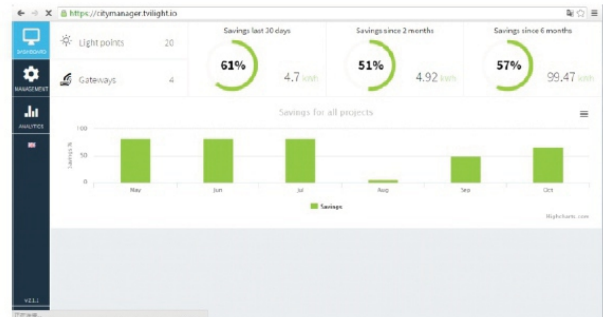 https://citymanager.tvilight.io
DASHBOARD
MANAGEMENT
ANALYTICS
Light points 20
Gateways 4
Savings last 30 days
61%
4.7 kWh
Savings since 2 months
51%
4.92 kWh
Savings since 6 months
57%
99.47 kWh
Savings for all projects
Savings %
100
50
0
May Jun Jul Aug Sep Oct
Savings
Highcharts.com